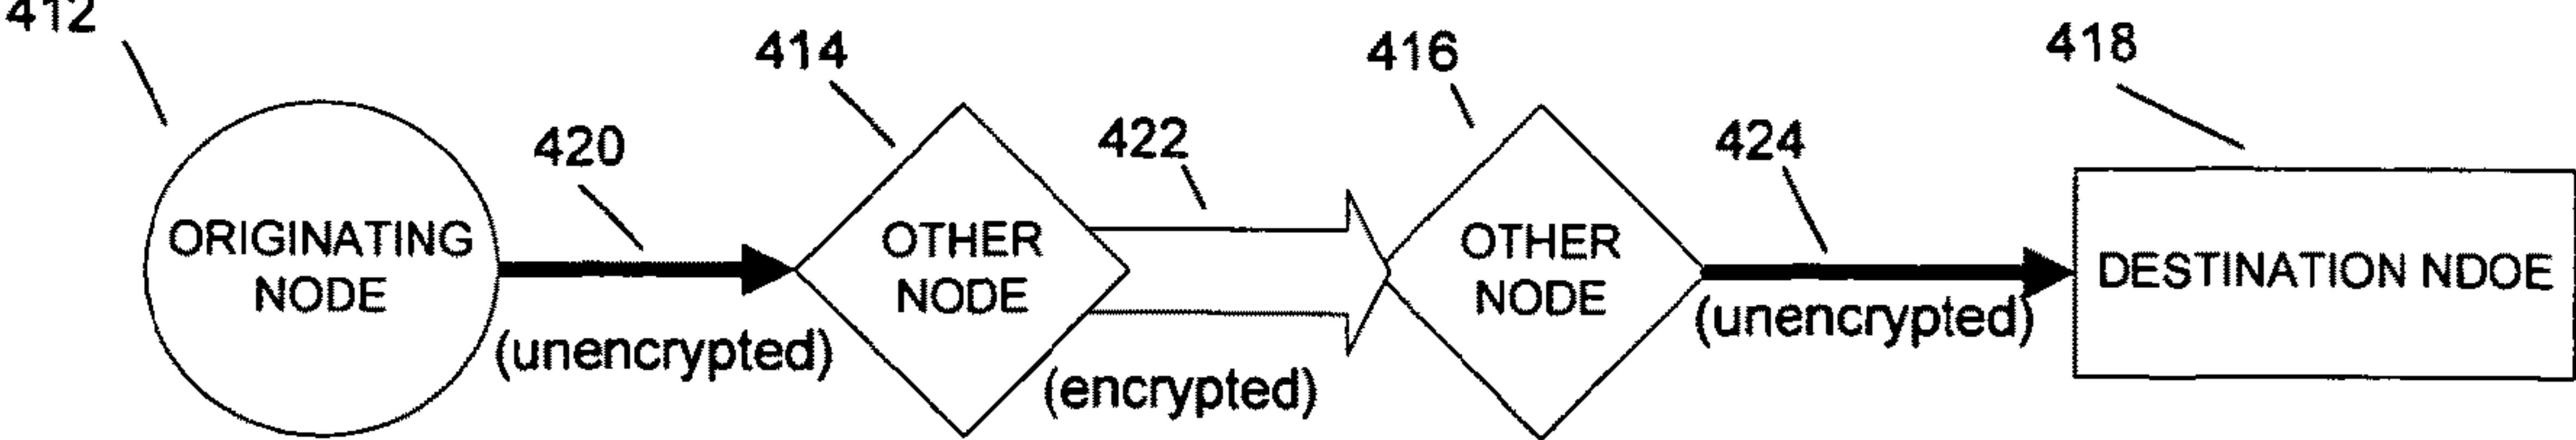 412
414
416
418
420
422
424
ORIGINATING
NODE
(unencrypted)
OTHER
NODE
(encrypted)
OTHER
NODE
(unencrypted)
DESTINATION NDOE